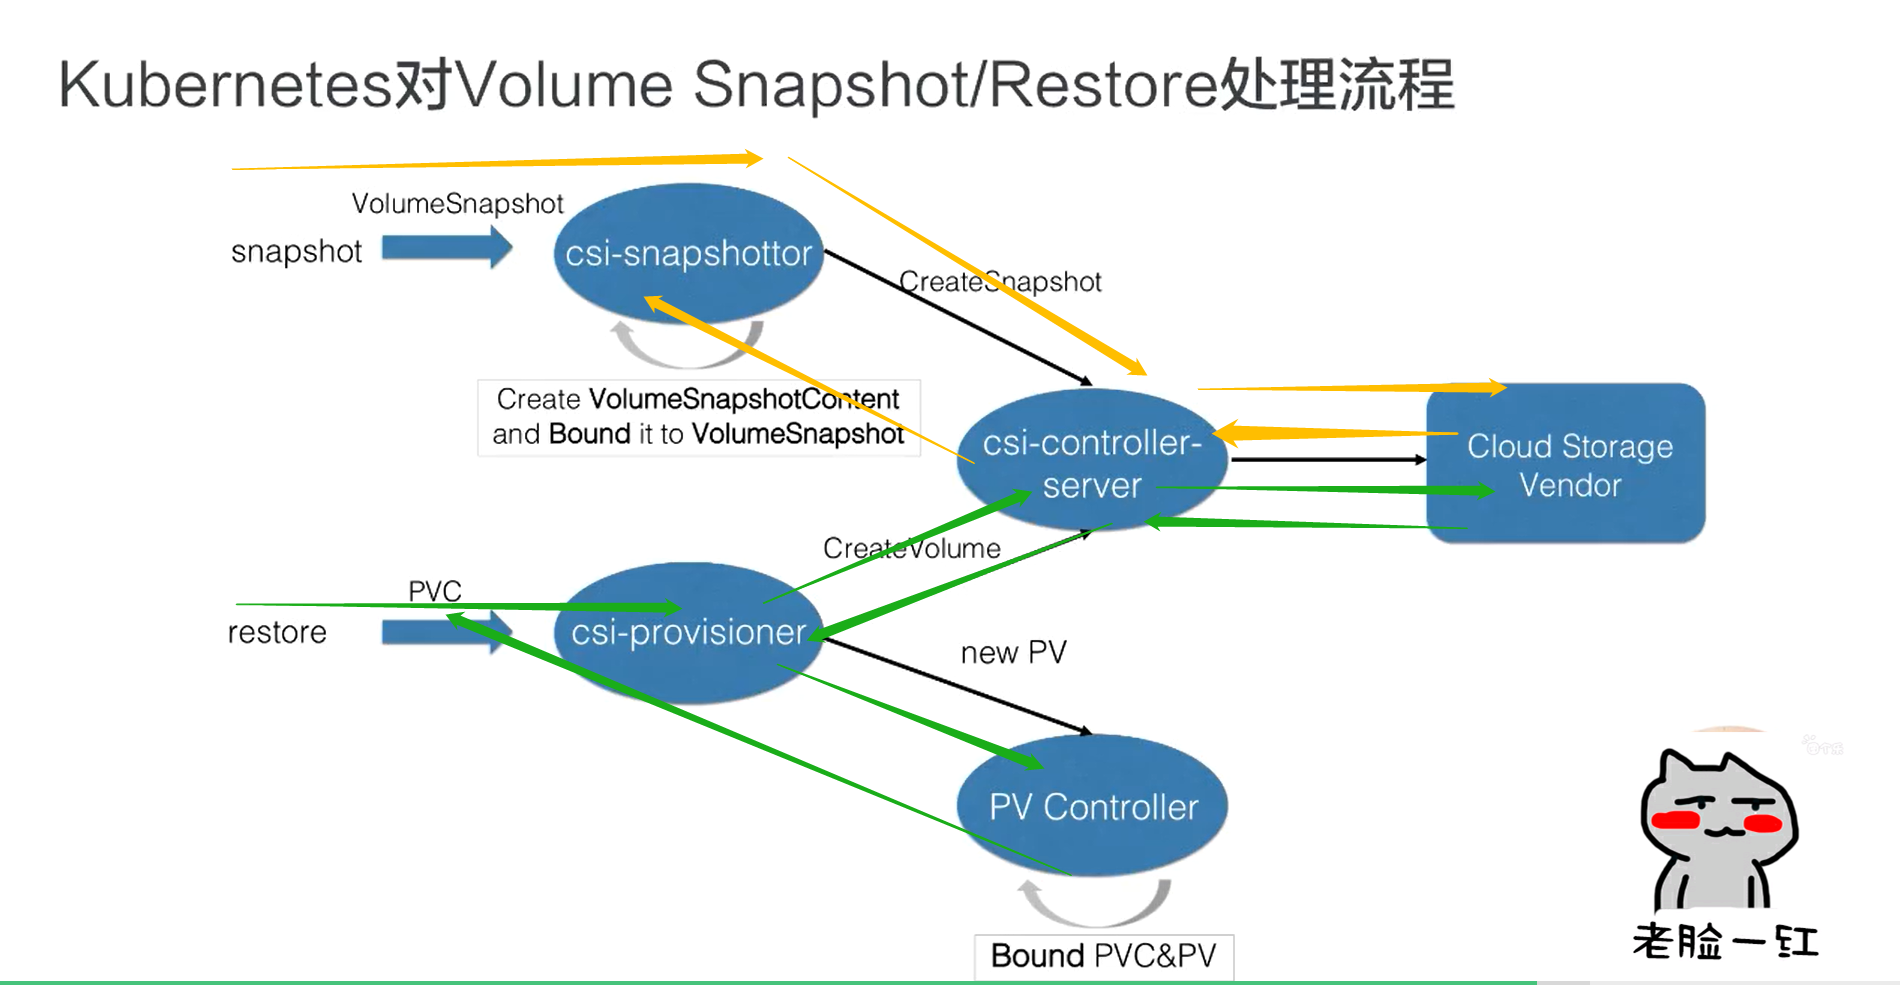 Kubernetes对Volume Snapshot/Restore处理流程
VolumeSnapshot
snapshot
csi-snapshottor
CreateSnapshot
Create VolumeSnapshotContent
and Bound it to VolumeSnapshot
csi-controller-
server
Cloud Storage
Vendor
CreateVolume
PVC
restore
csi-provisioner
new PV
PV Controller
Bound PVC&PV
老脸一红